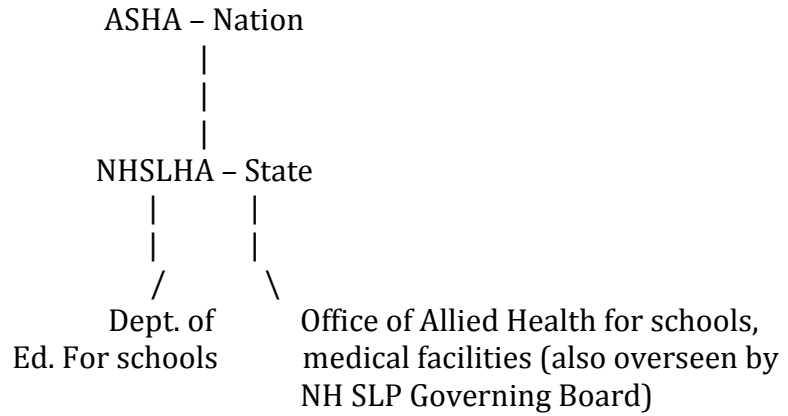 ASHA – Nation
|
|
|
NHSLHA – State
| |
| |
/ \
Dept. of Office of Allied Health for schools,
Ed. For schools medical facilities (also overseen by
NH SLP Governing Board)